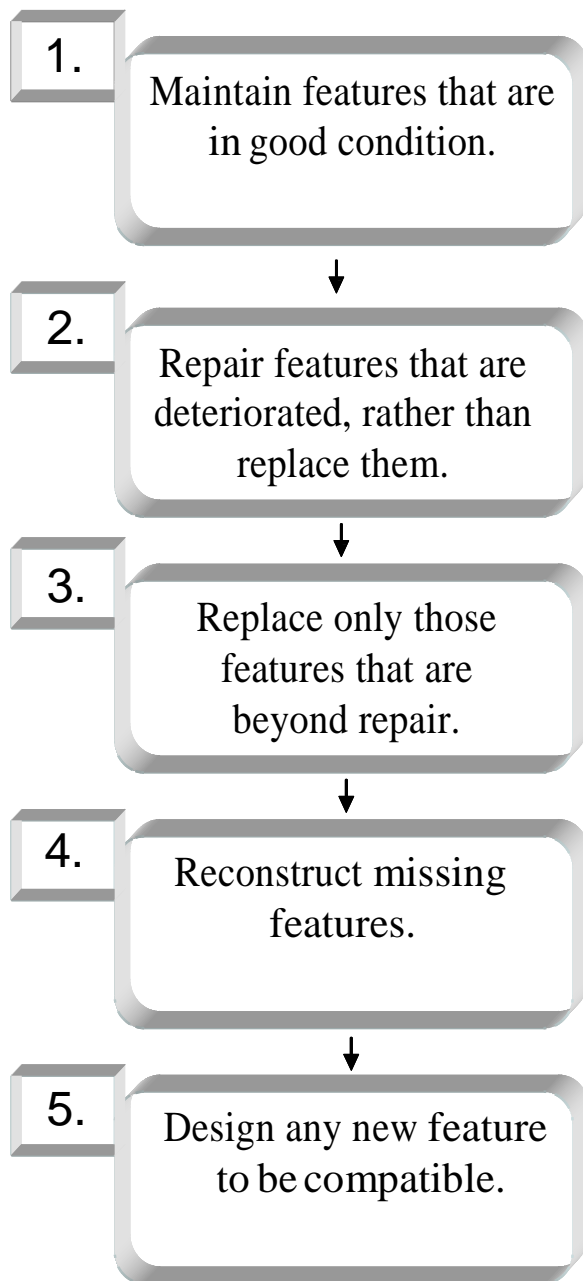 1.
Maintain features that are
in good condition.
2.
Repair features that are
deteriorated, rather than
replace them.
3.
Replace only those
features that are
beyond repair.
4.
Reconstruct missing
features.
5.
Design any new feature
to be compatible.